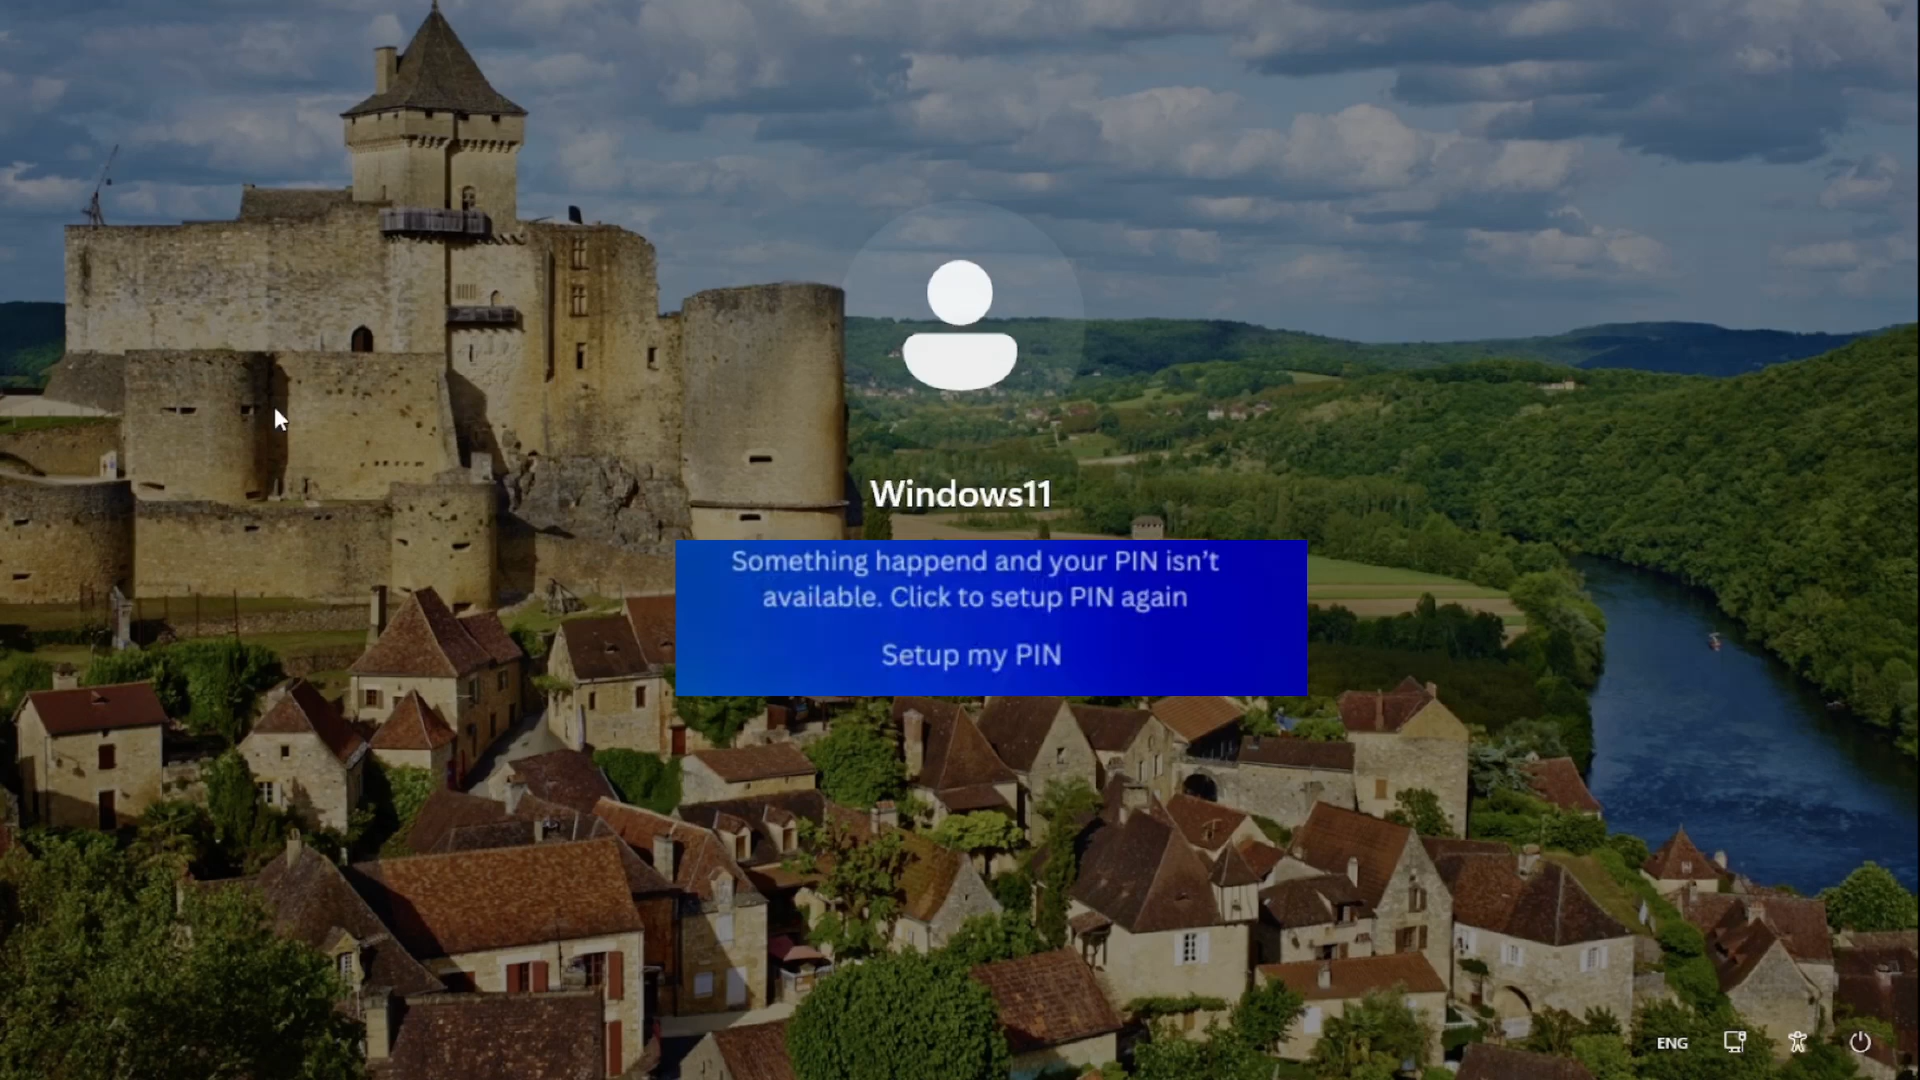 Windows11
Something happend and your PIN isn't
available. Click to setup PIN again
Setup my PIN
ENG